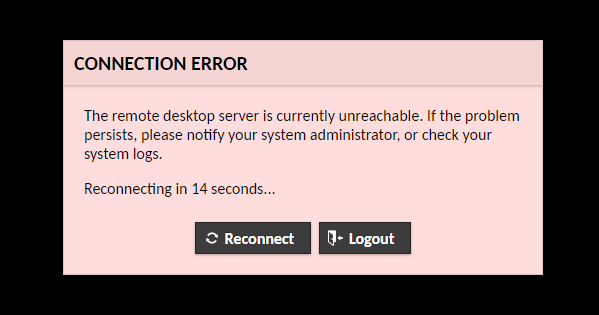 CONNECTION ERROR
The remote desktop server is currently unreachable. If the problem
persists, please notify your system administrator, or check your
system logs.
Reconnecting in 14 seconds...
Reconnect
Logout